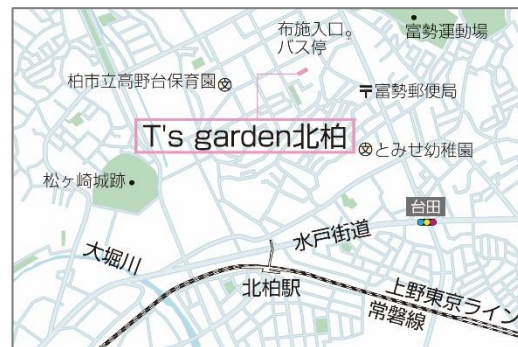 布施入口。
バス停
富勢運動場
柏市立高野台保育園
〒富勢郵便局
T's garden北柏
とみせ幼稚園
松ヶ崎城跡
台田
水戸街道
大堀川
北柏駅
上野東京ライン
常磐線